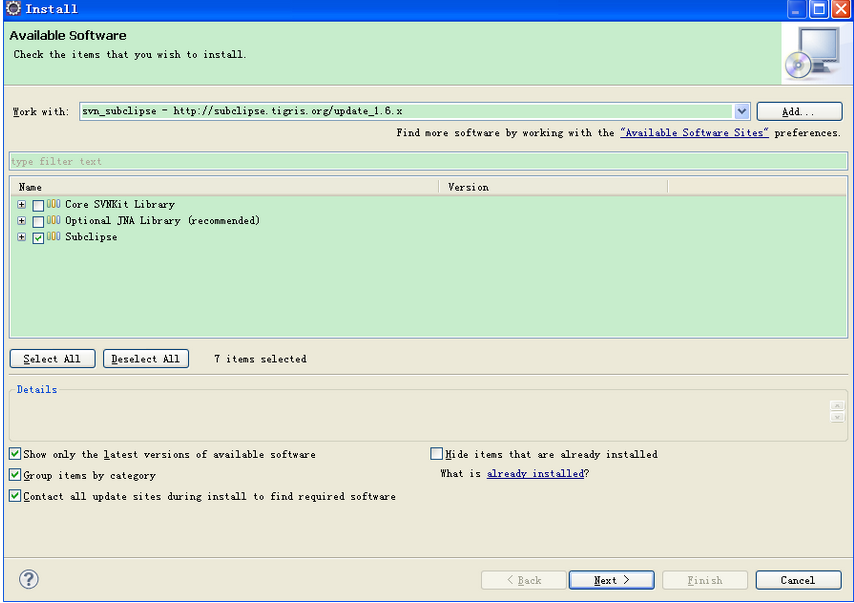 Install
Available Software
Check the items that you wish to install.
Work with: svn_subclipse - http://subclipse.tigris.org/update_1.6.x Add...
Find more software by working with the "Available Software Sites" preferences.
type filter text
Name Version
Core SVNKit Library
Optional JNA Library (recommended)
Subclipse
Select All Deselect All 7 items selected
Details
Show only the latest versions of available software Hide items that are already installed
Group items by category What is already installed?
Contact all update sites during install to find required software
? < Back Next > Finish Cancel